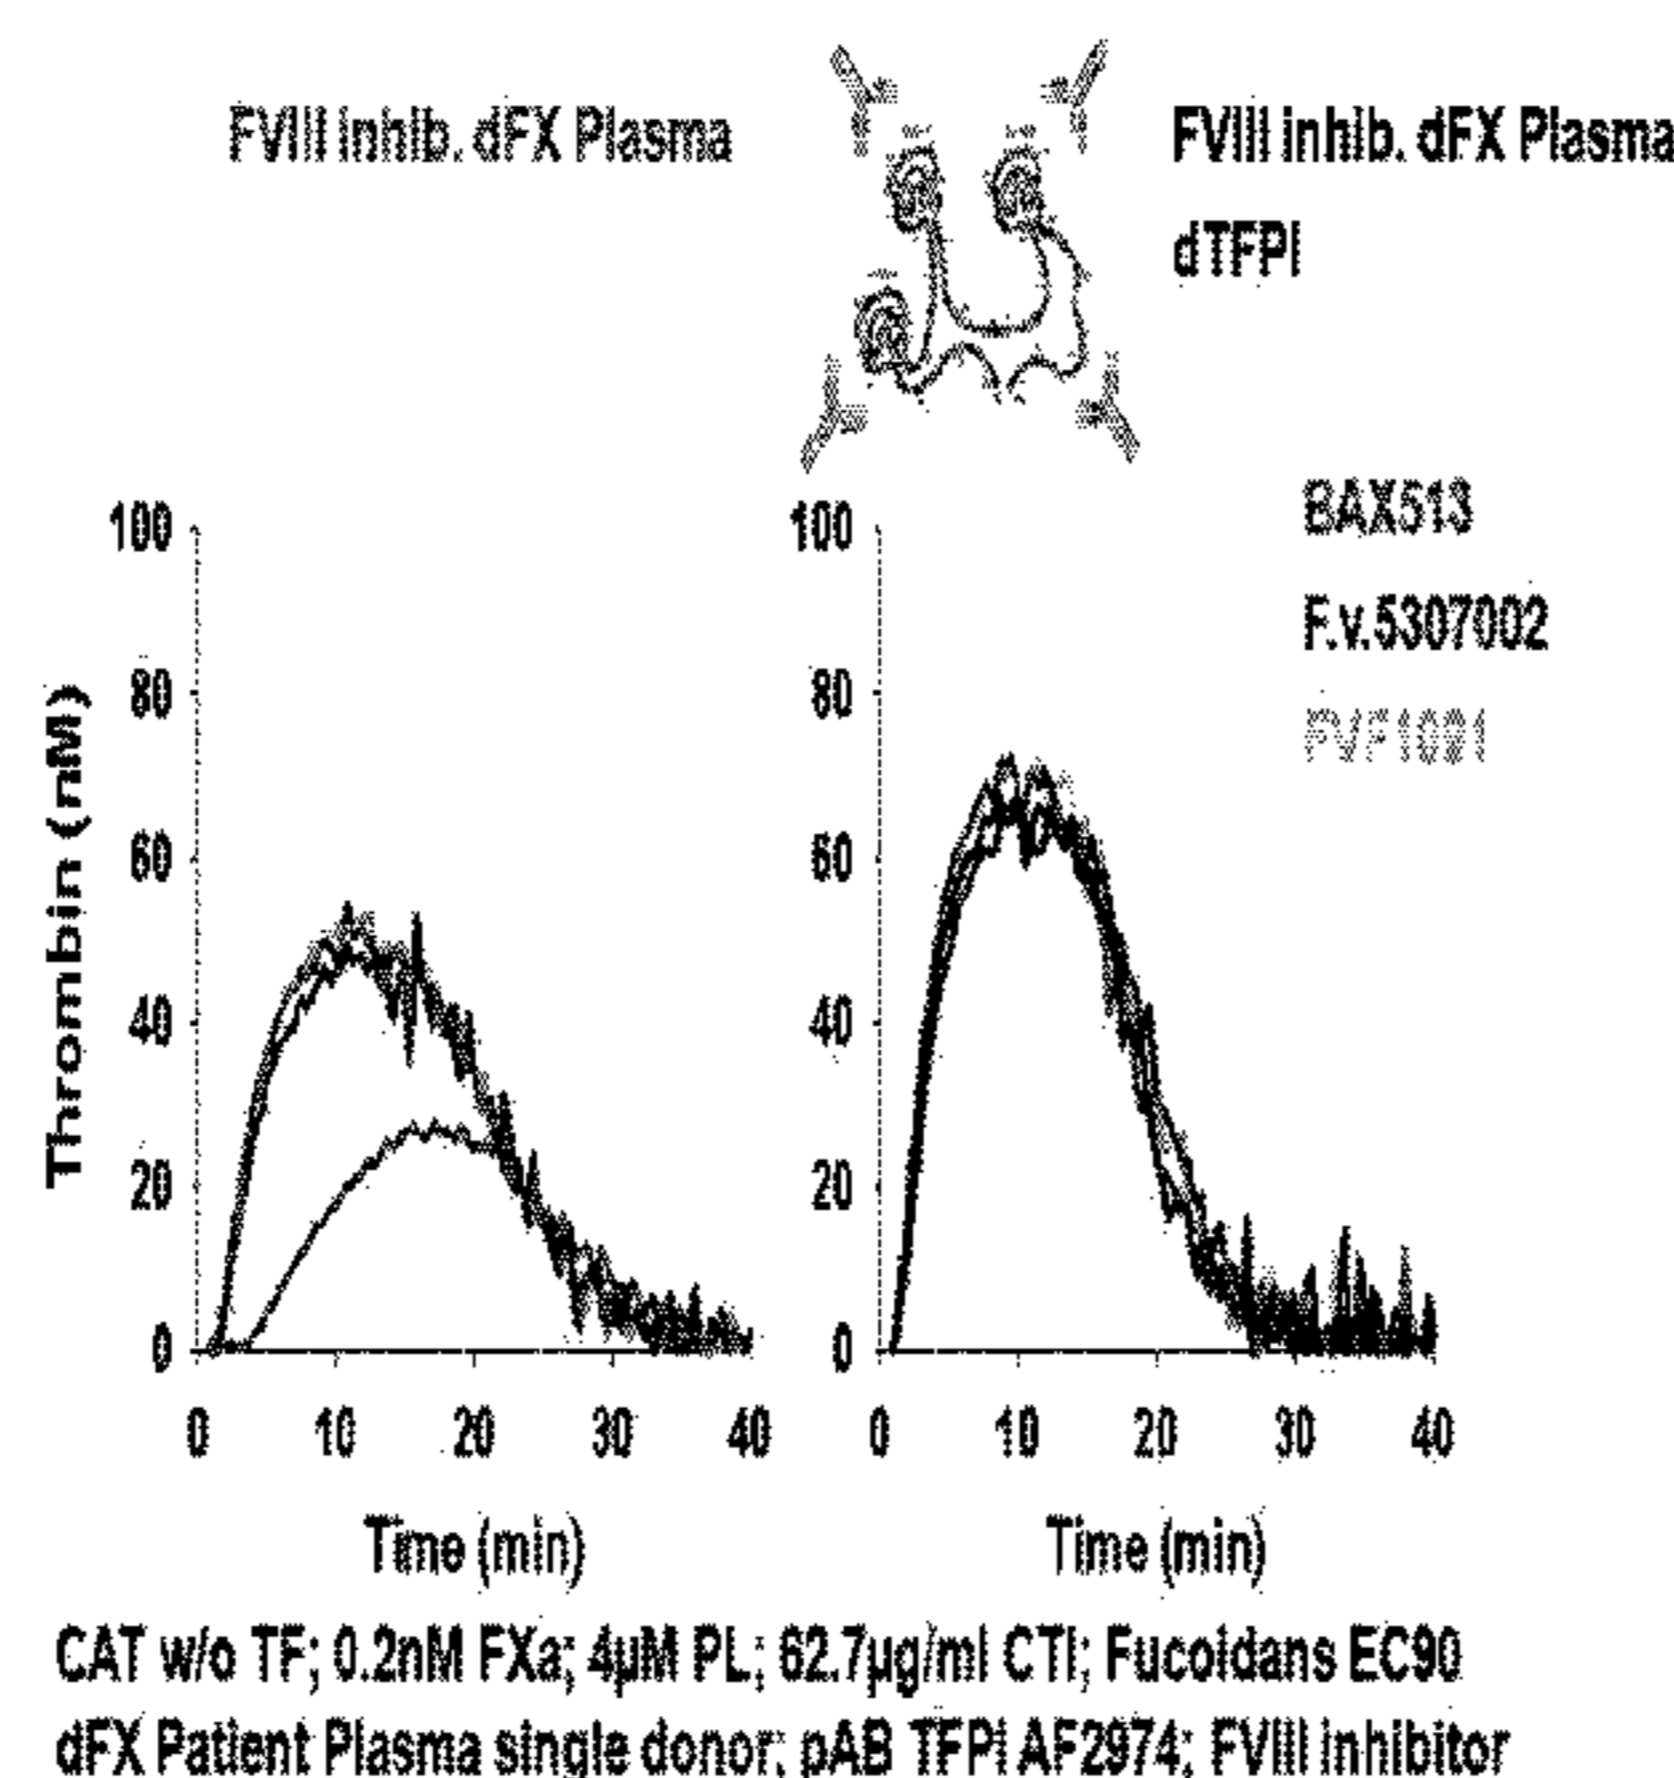 FVIII inhib. dFX Plasma
FVIII inhib. dFX Plasma
dTFPI
BAX513
F.v.5307002
FVF1091
Thrombin (nM)
100
80
60
40
20
0
0 10 20 30 40
Time (min)
100
80
60
40
20
0
0 10 20 30 40
Time (min)
CAT w/o TF; 0.2nM FXa; 4µM PL; 62.7µg/ml CTI; Fucoidans EC90
dFX Patient Plasma single donor; pAB TFPI AF2974; FVIII inhibitor